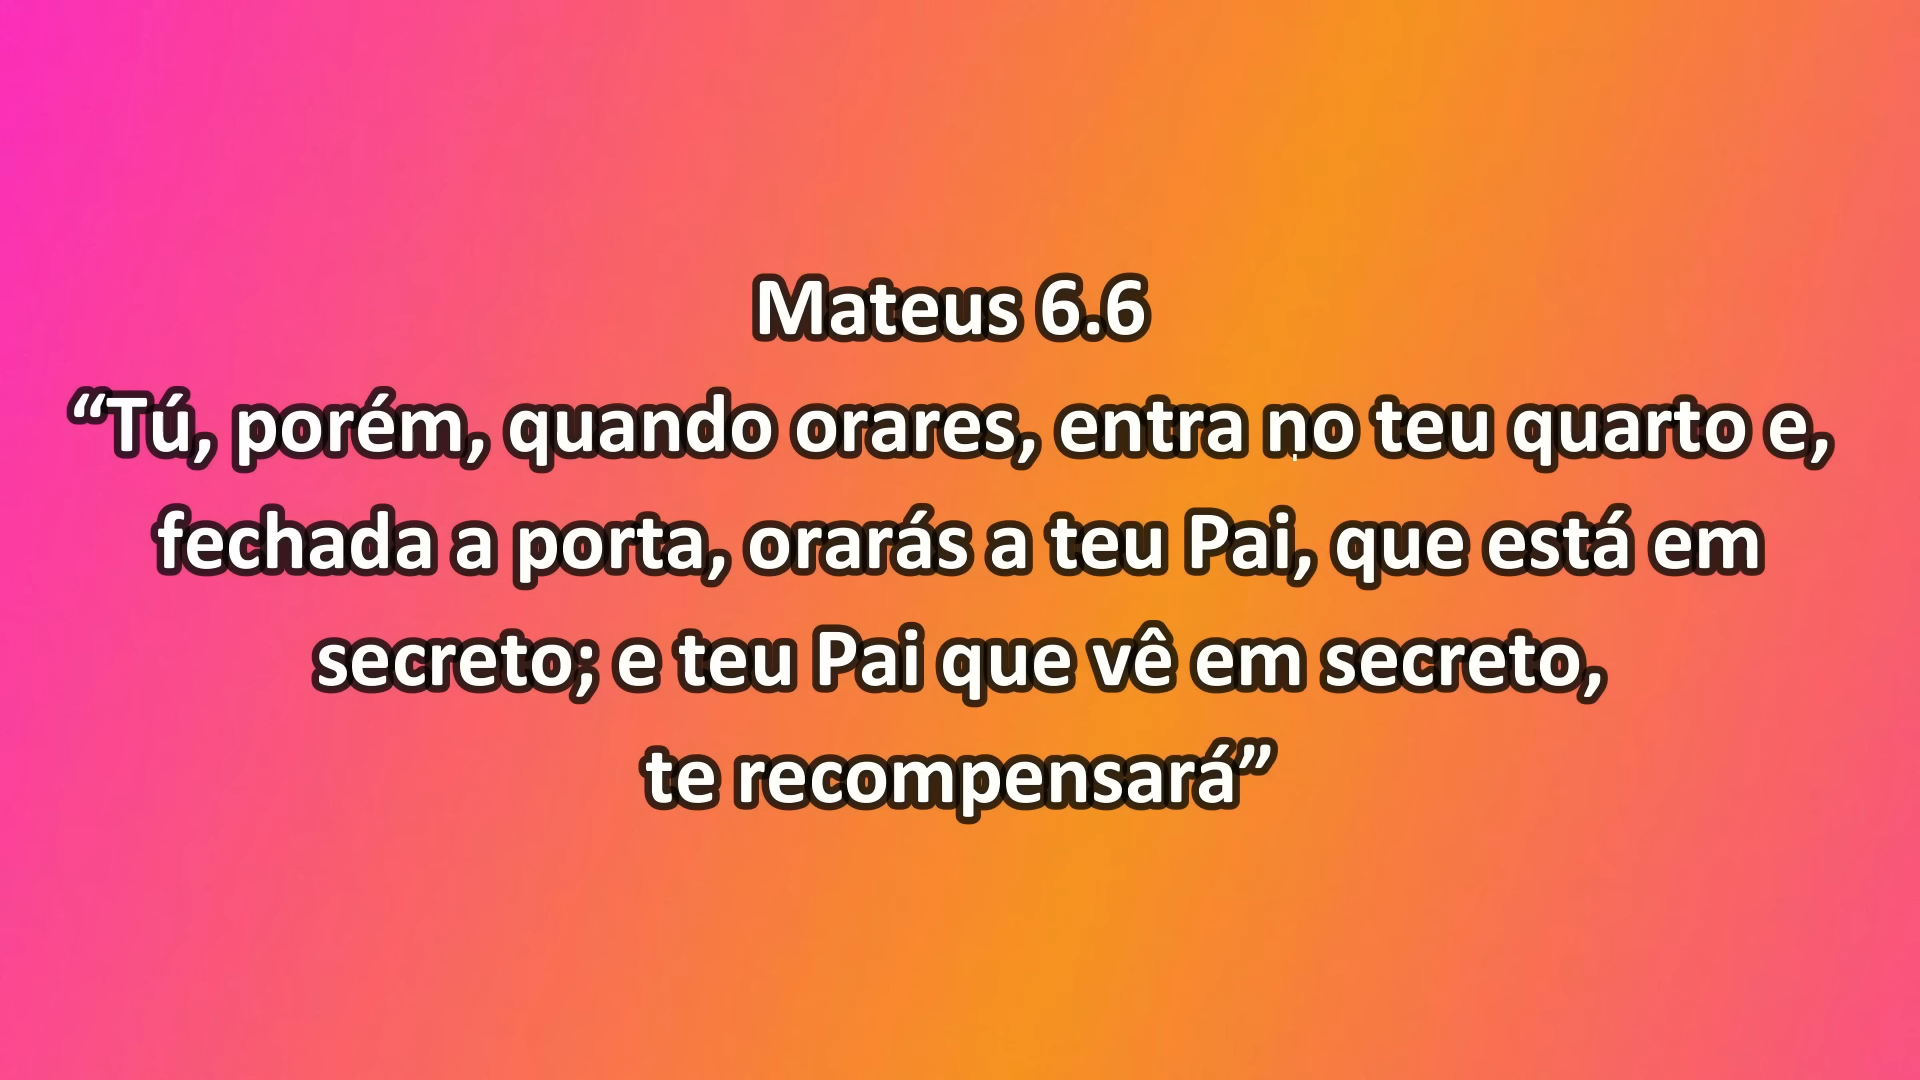 Mateus 6.6
“Tú, porém, quando orares, entra no teu quarto e,
fechada a porta, orarás a teu Pai, que está em
secreto; e teu Pai que vê em secreto,
te recompensará”